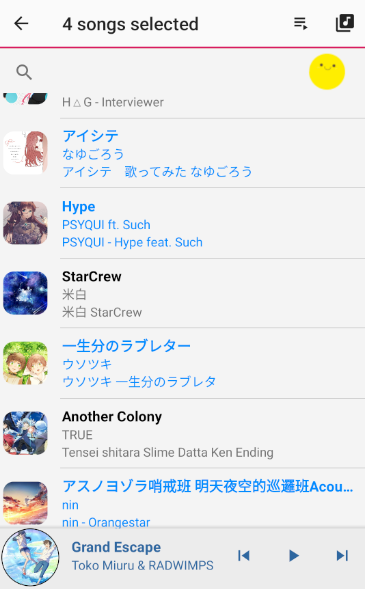 4 songs selected
H△G - Interviewer
アイシテ
なゆごろう
アイシテ　歌ってみた なゆごろう
Hype
PSYQUI ft. Such
PSYQUI - Hype feat. Such
StarCrew
米白
米白 StarCrew
一生分のラブレター
ウソツキ
ウソツキ 一生分のラブレタ
Another Colony
TRUE
Tensei shitara Slime Datta Ken Ending
アスノヨゾラ哨戒班 明天夜空的巡邏班Acou...
nin
nin - Orangestar
Grand Escape
Toko Miuru & RADWIMPS